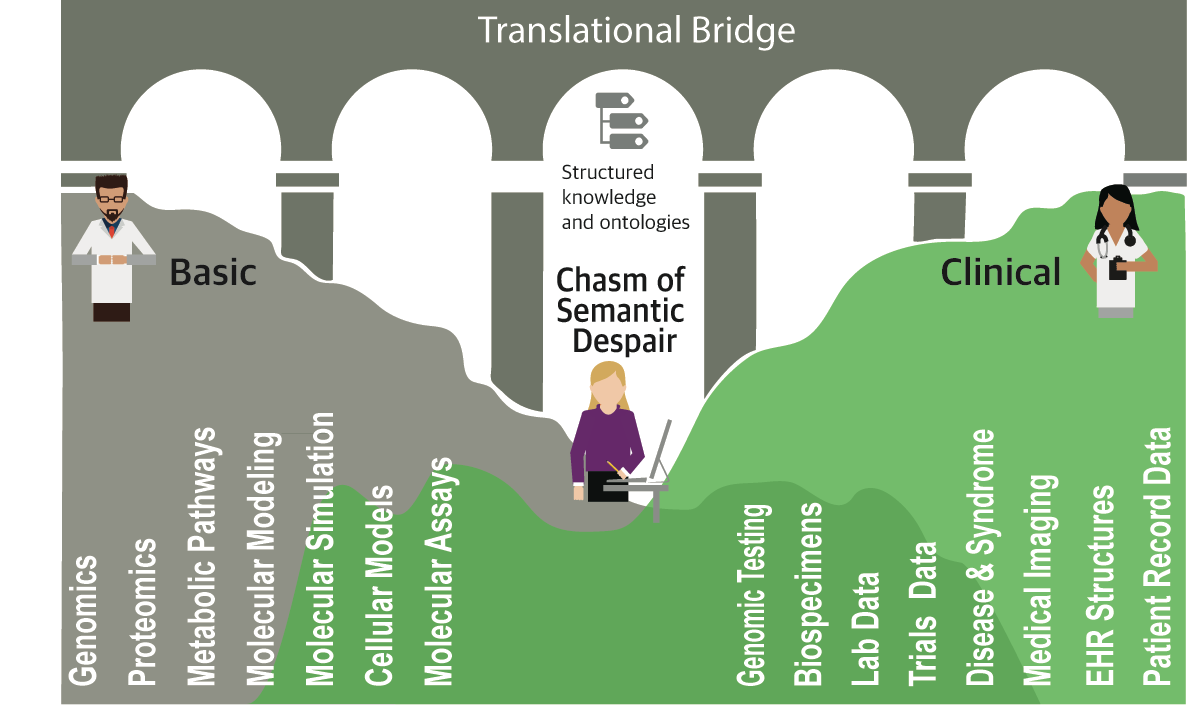 Translational Bridge
Structured
knowledge
and ontologies
Basic
Chasm of
Semantic
Despair
Clinical
Genomics
Proteomics
Metabolic Pathways
Molecular Modeling
Molecular Simulation
Cellular Models
Molecular Assays
Genomic Testing
Biospecimens
Lab Data
Trials Data
Disease & Syndrome
Medical Imaging
EHR Structures
Patient Record Data